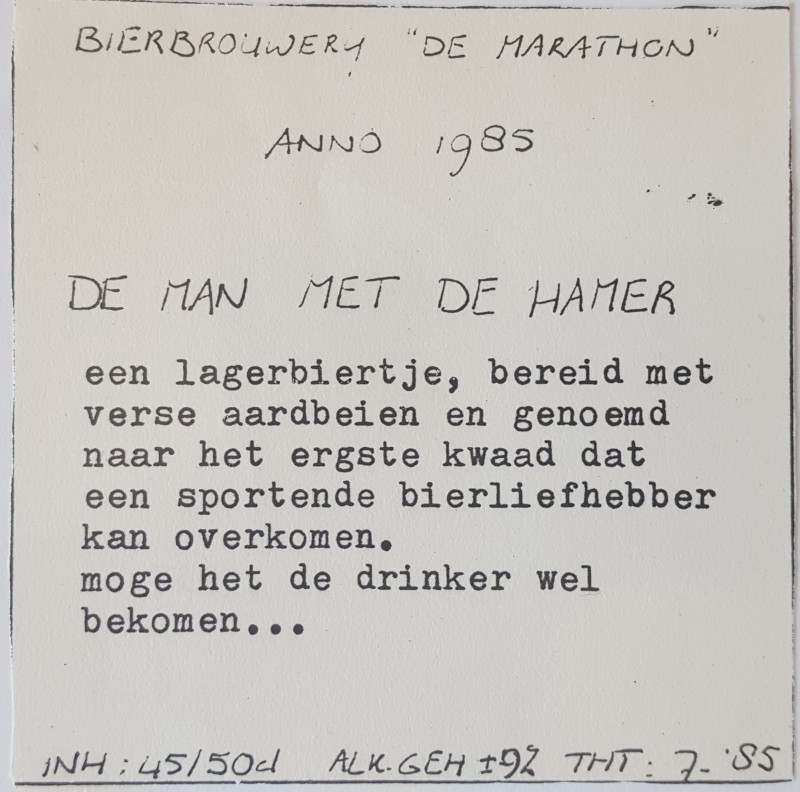 BIERBROUWERY "DE MARATHON"
ANNO 1985
DE MAN MET DE HAMER
een lagerbiertje, bereid met
verse aardbeien en genoemd
naar het ergste kwaad dat
een sportende bierliefhebber
kan overkomen.
moge het de drinker wel
bekomen...
INH: 45/50cl ALK.GEH ±9% THT: 7-'85